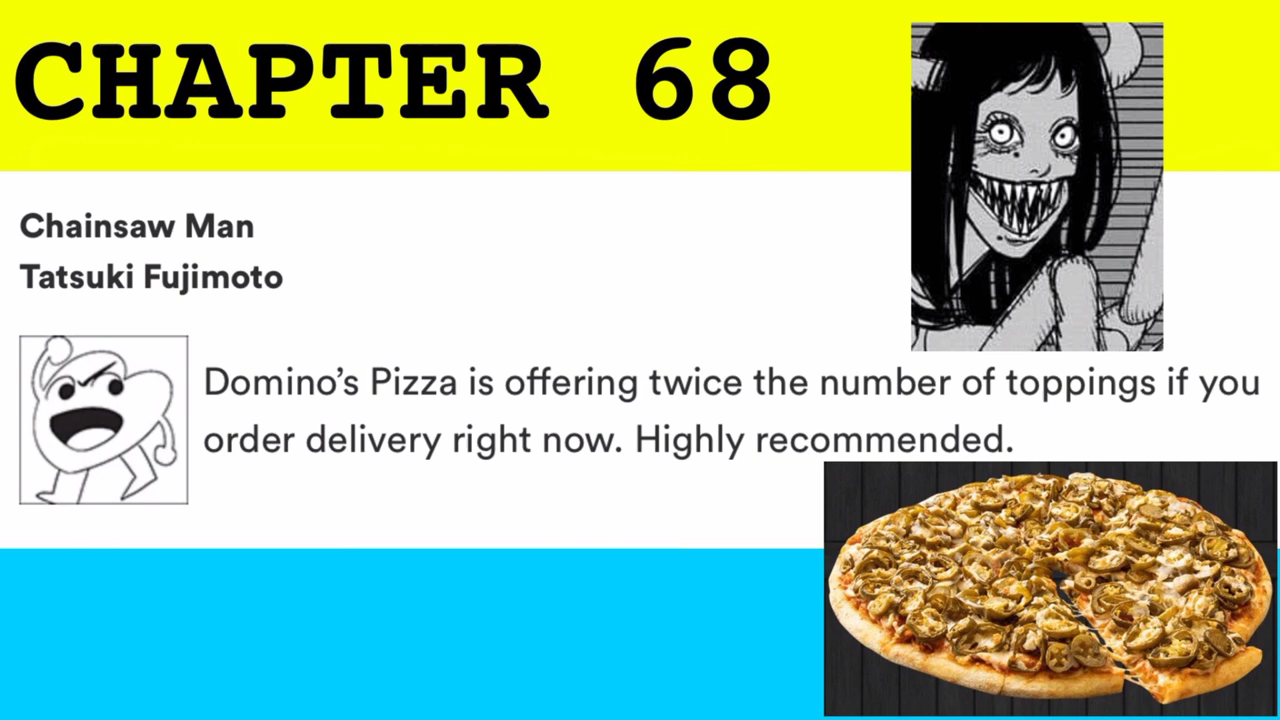 CHAPTER 68
Chainsaw Man
Tatsuki Fujimoto
Domino’s Pizza is offering twice the number of toppings if you
order delivery right now. Highly recommended.